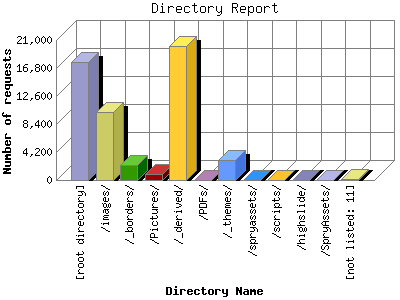 Directory Report
Number of requests
21,000
16,800
12,600
8,400
4,200
0
[root directory]
/images/
/_borders/
/Pictures/
/_derived/
/PDFs/
/_themes/
/spryassets/
/scripts/
/highslide/
/SpryAssets/
[not listed: 11]
Directory Name